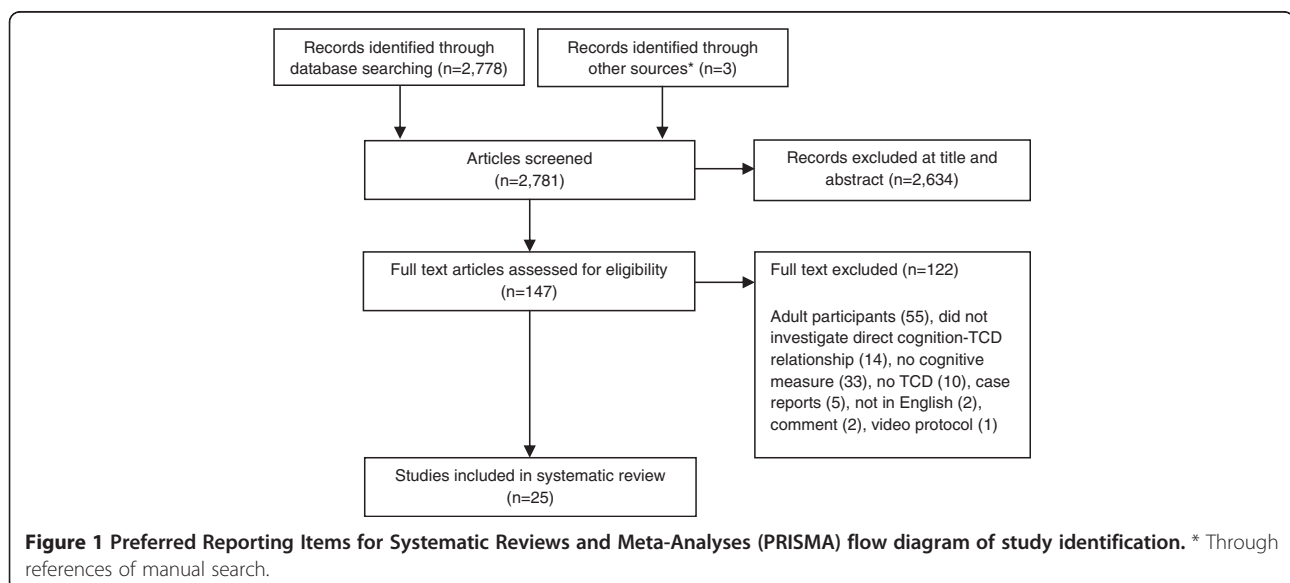 Records identified through
database searching (n=2,778)
Records identified through
other sources* (n=3)
Articles screened
(n=2,781)
Records excluded at title and
abstract (n=2,634)
Full text articles assessed for eligibility
(n=147)
Full text excluded (n=122)
Adult participants (55), did not
investigate direct cognition-TCD
relationship (14), no cognitive
measure (33), no TCD (10), case
reports (5), not in English (2),
comment (2), video protocol (1)
Studies included in systematic review
(n=25)
Figure 1 Preferred Reporting Items for Systematic Reviews and Meta-Analyses (PRISMA) flow diagram of study identification. * Through
references of manual search.